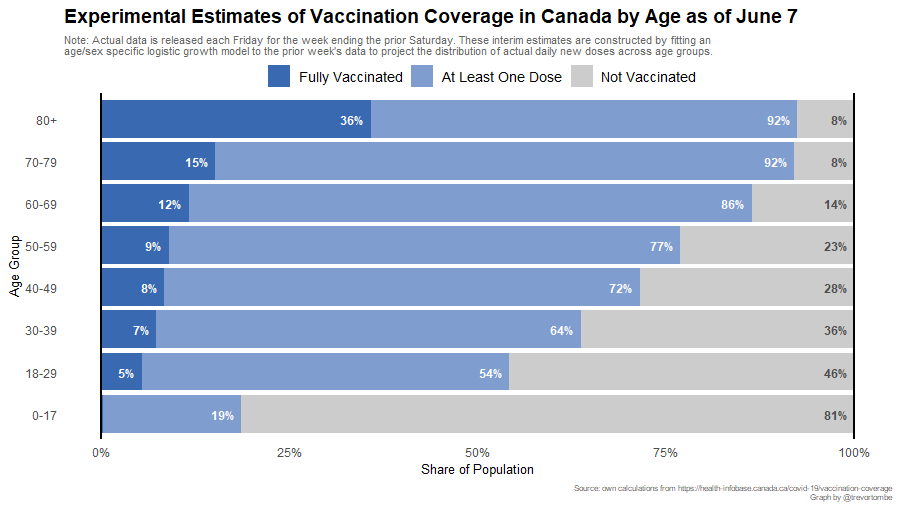 Experimental Estimates of Vaccination Coverage in Canada by Age as of June 7
Note: Actual data is released each Friday for the week ending the prior Saturday. These interim estimates are constructed by fitting an
age/sex specific logistic growth model to the prior week's data to project the distribution of actual daily new doses across age groups.
Fully Vaccinated At Least One Dose Not Vaccinated
Age Group
80+ 36% 92% 8%
70-79 15% 92% 8%
60-69 12% 86% 14%
50-59 9% 77% 23%
40-49 8% 72% 28%
30-39 7% 64% 36%
18-29 5% 54% 46%
0-17 19% 81%
0% 25% 50% 75% 100%
Share of Population
Source: own calculations from https://health-infobase.canada.ca/covid-19/vaccination-coverage
Graph by @trevortombe